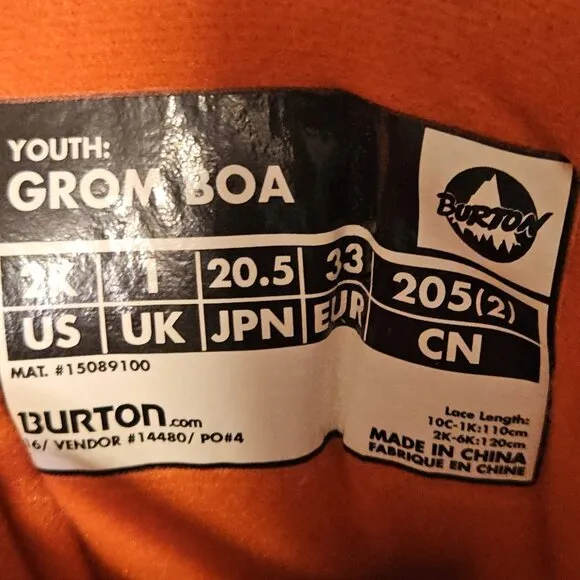 YOUTH:
GROM BOA
BURTON
2K 1 20.5 33 205(2)
US UK JPN EUR CN
MAT. #15089100
BURTON.com
16/ VENDOR #14480/ PO#4
Lace Length:
10C-1K:110cm
2K-6K:120cm
MADE IN CHINA
FABRIQUE EN CHINE